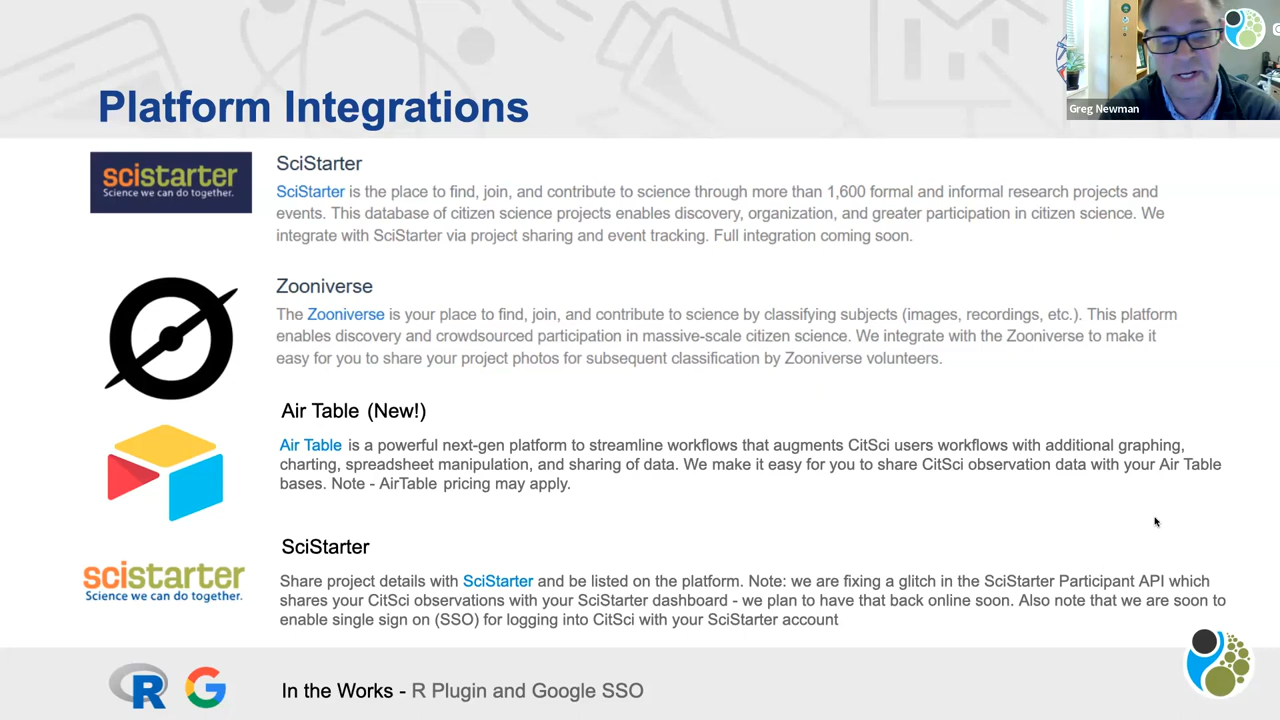 Greg Newman
Platform Integrations
scistarter
Science we can do together.
SciStarter
SciStarter is the place to find, join, and contribute to science through more than 1,600 formal and informal research projects and
events. This database of citizen science projects enables discovery, organization, and greater participation in citizen science. We
integrate with SciStarter via project sharing and event tracking. Full integration coming soon.
Zooniverse
The Zooniverse is your place to find, join, and contribute to science by classifying subjects (images, recordings, etc.). This platform
enables discovery and crowdsourced participation in massive-scale citizen science. We integrate with the Zooniverse to make it
easy for you to share your project photos for subsequent classification by Zooniverse volunteers.
Air Table (New!)
Air Table is a powerful next-gen platform to streamline workflows that augments CitSci users workflows with additional graphing,
charting, spreadsheet manipulation, and sharing of data. We make it easy for you to share CitSci observation data with your Air Table
bases. Note - AirTable pricing may apply.
scistarter
Science we can do together.
SciStarter
Share project details with SciStarter and be listed on the platform. Note: we are fixing a glitch in the SciStarter Participant API which
shares your CitSci observations with your SciStarter dashboard - we plan to have that back online soon. Also note that we are soon to
enable single sign on (SSO) for logging into CitSci with your SciStarter account
R G
In the Works - R Plugin and Google SSO